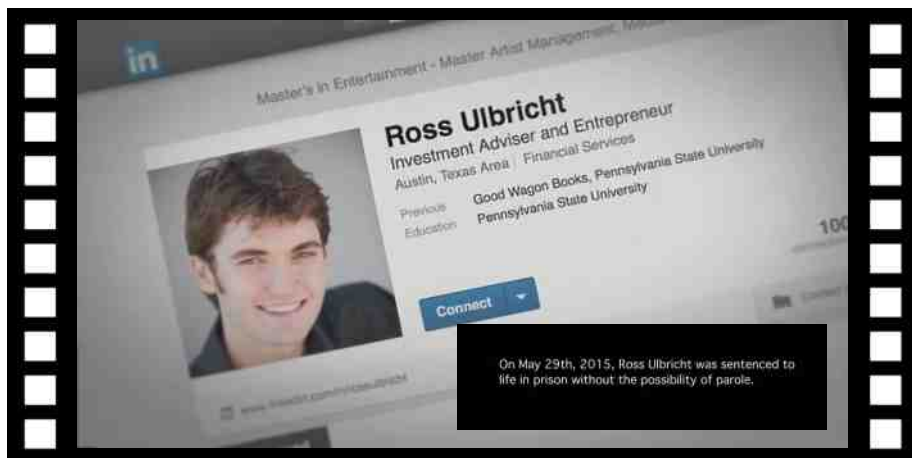 in
Master's in Entertainment - Master Artist Management,
Ross Ulbricht
Investment Adviser and Entrepreneur
Austin, Texas Area | Financial Services
Previous Good Wagon Books, Pennsylvania State University
Education Pennsylvania State University
100
Connect
On May 29th, 2015, Ross Ulbricht was sentenced to
life in prison without the possibility of parole.